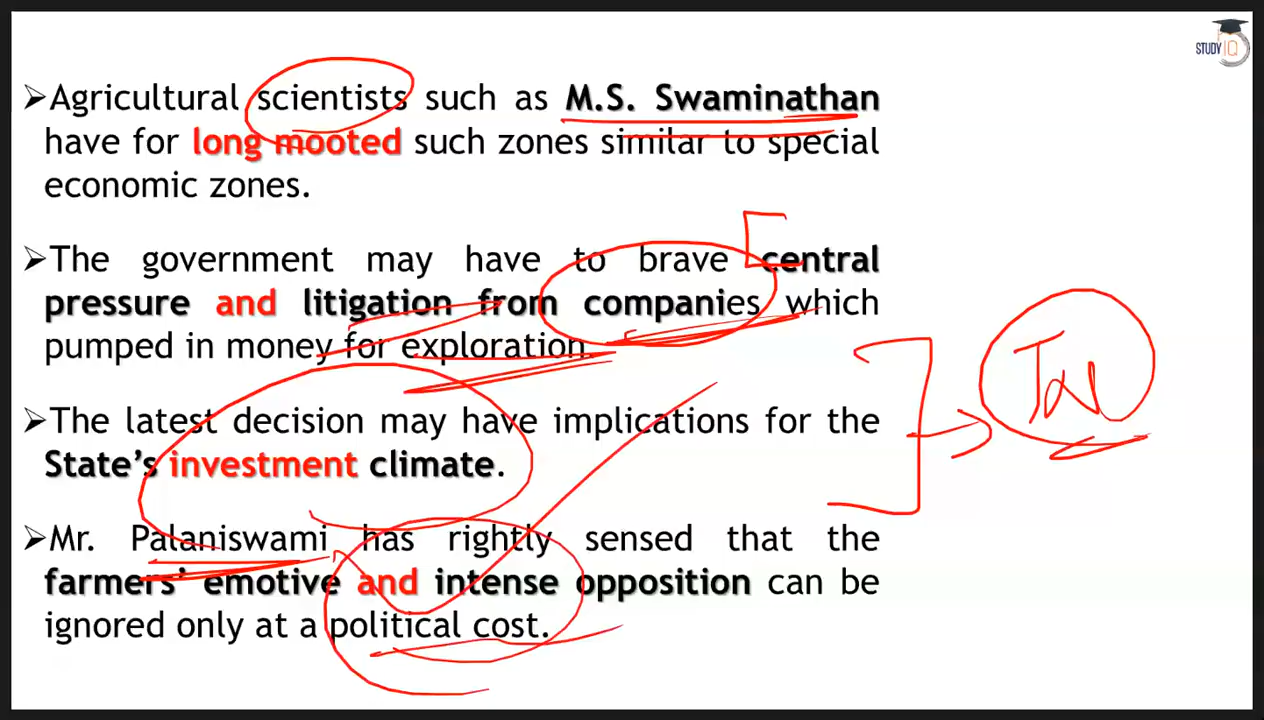 STUDY IQ
➢Agricultural scientists such as M.S. Swaminathan
have for long mooted such zones similar to special
economic zones.
➢The government may have to brave central
pressure and litigation from companies which
pumped in money for exploration.
➢The latest decision may have implications for the
State's investment climate.
➢Mr. Palaniswami has rightly sensed that the
farmers' emotive and intense opposition can be
ignored only at a political cost.